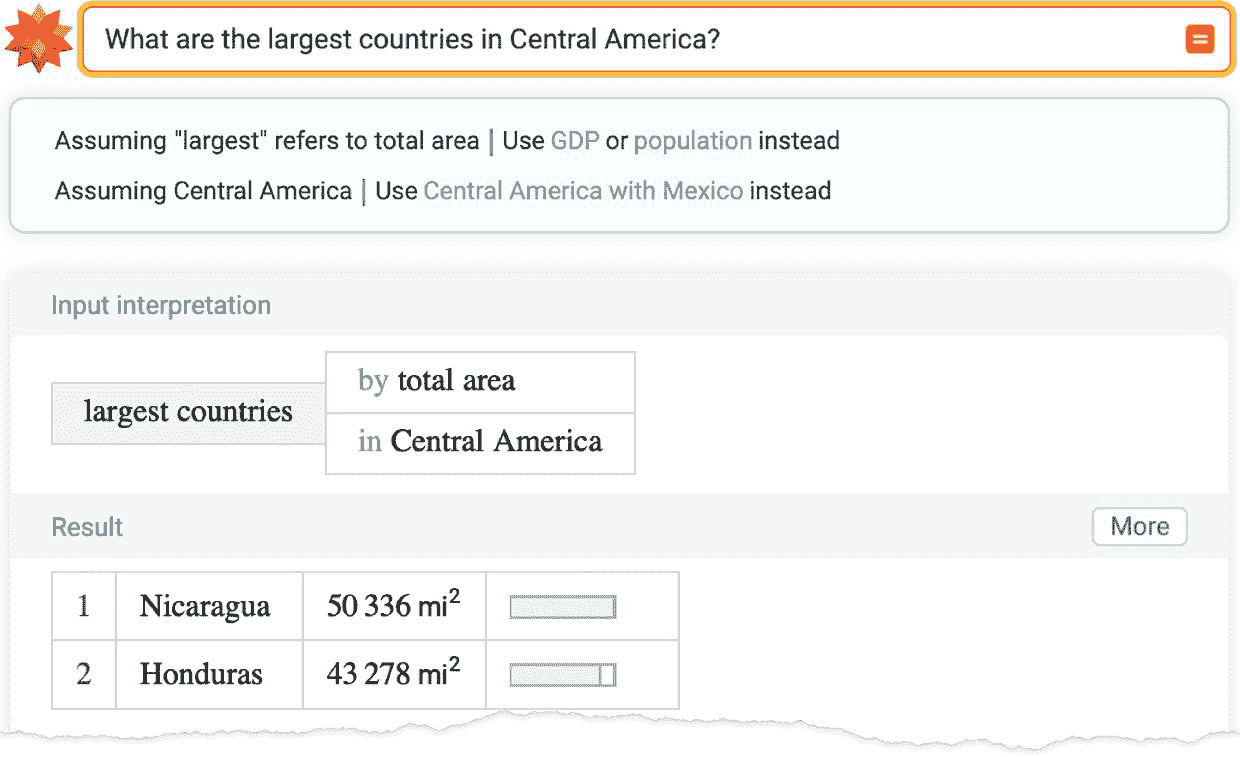 What are the largest countries in Central America?
=
Assuming "largest" refers to total area | Use GDP or population instead
Assuming Central America | Use Central America with Mexico instead
Input interpretation
largest countries
by total area
in Central America
Result
More
1 Nicaragua 50 336 mi²
2 Honduras 43 278 mi²